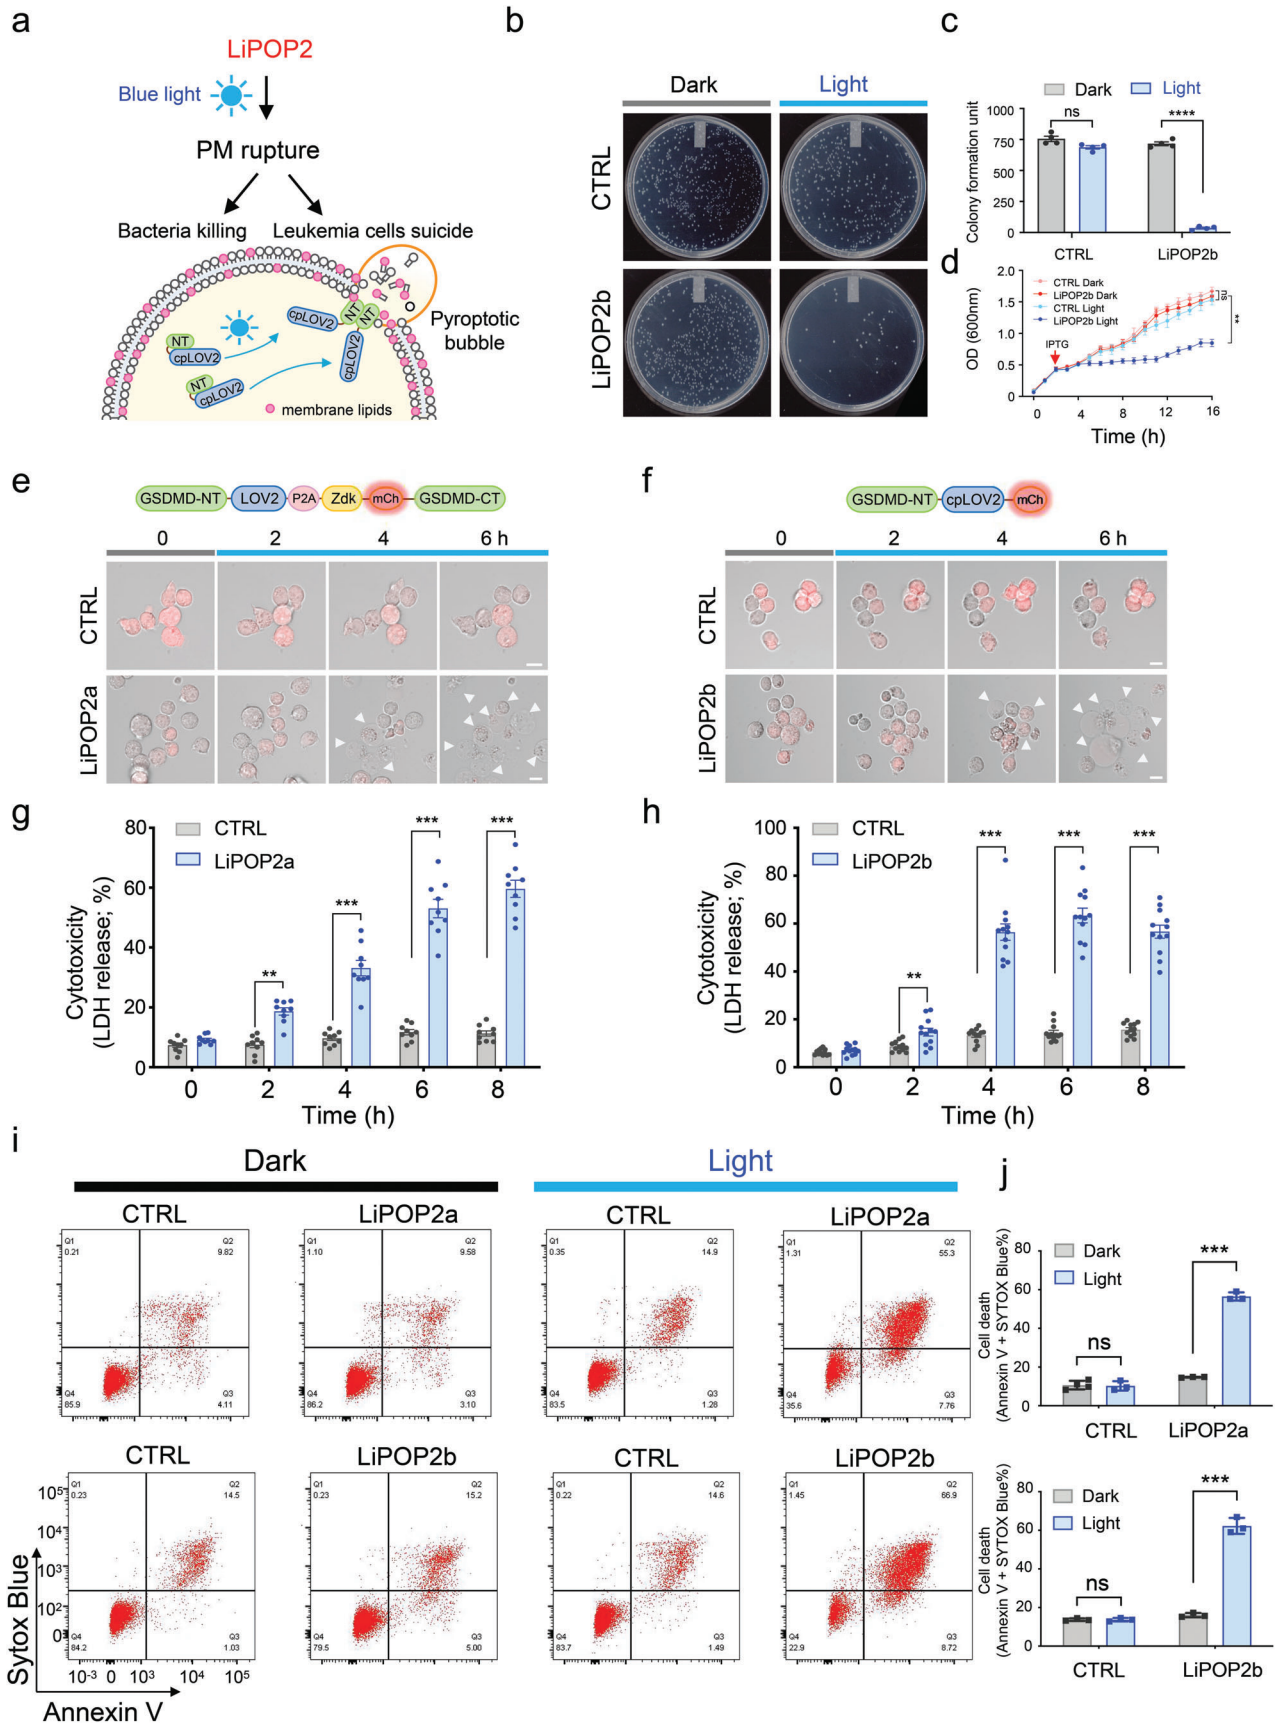 a
LiPOP2
Blue light
PM rupture
Bacteria killing
Leukemia cells suicide
NT
NT
cpLOV2
cpLOV2
NT
cpLOV2
NT
cpLOV2
Pyroptotic
bubble
membrane lipids
b
Dark
Light
CTRL
LiPOP2b
c
Dark
Light
Colony formation unit
1000
750
500
250
0
ns
****
CTRL
LiPOP2b
d
OD (600nm)
2.0
1.5
1.0
0.5
0
CTRL Dark
LiPOP2b Dark
CTRL Light
LiPOP2b Light
IPTG
ns
**
0
4
8
12
16
Time (h)
e
GSDMD-NT
LOV2
P2A
Zdk
mCh
GSDMD-CT
0
2
4
6 h
CTRL
LiPOP2a
f
GSDMD-NT
cpLOV2
mCh
0
2
4
6 h
CTRL
LiPOP2b
g
CTRL
LiPOP2a
Cytotoxicity
(LDH release; %)
80
60
40
20
0
**
***
***
***
0
2
4
6
8
Time (h)
h
CTRL
LiPOP2b
Cytotoxicity
(LDH release; %)
100
80
60
40
20
0
**
***
***
***
0
2
4
6
8
Time (h)
i
Dark
Light
CTRL
Q1
0.21
Q2
9.82
Q4
85.9
Q3
4.11
LiPOP2a
Q1
1.10
Q2
9.58
Q4
86.2
Q3
3.10
CTRL
Q1
0.35
Q2
14.9
Q4
83.5
Q3
1.28
LiPOP2a
Q1
1.31
Q2
55.3
Q4
35.6
Q3
7.76
CTRL
Q1
0.23
Q2
14.5
Q4
84.2
Q3
1.03
LiPOP2b
Q1
0.23
Q2
15.2
Q4
79.5
Q3
5.00
CTRL
Q1
0.22
Q2
14.6
Q4
83.7
Q3
1.49
LiPOP2b
Q1
1.45
Q2
66.9
Q4
22.9
Q3
8.72
10⁵
10⁴
10³
10²
0
Sytox Blue
10⁻³
0
10³
10⁴
10⁵
Annexin V
j
Dark
Light
Cell death
(Annexin V + SYTOX Blue%)
80
60
40
20
0
ns
***
CTRL
LiPOP2a
Dark
Light
Cell death
(Annexin V + SYTOX Blue%)
80
60
40
20
0
ns
***
CTRL
LiPOP2b